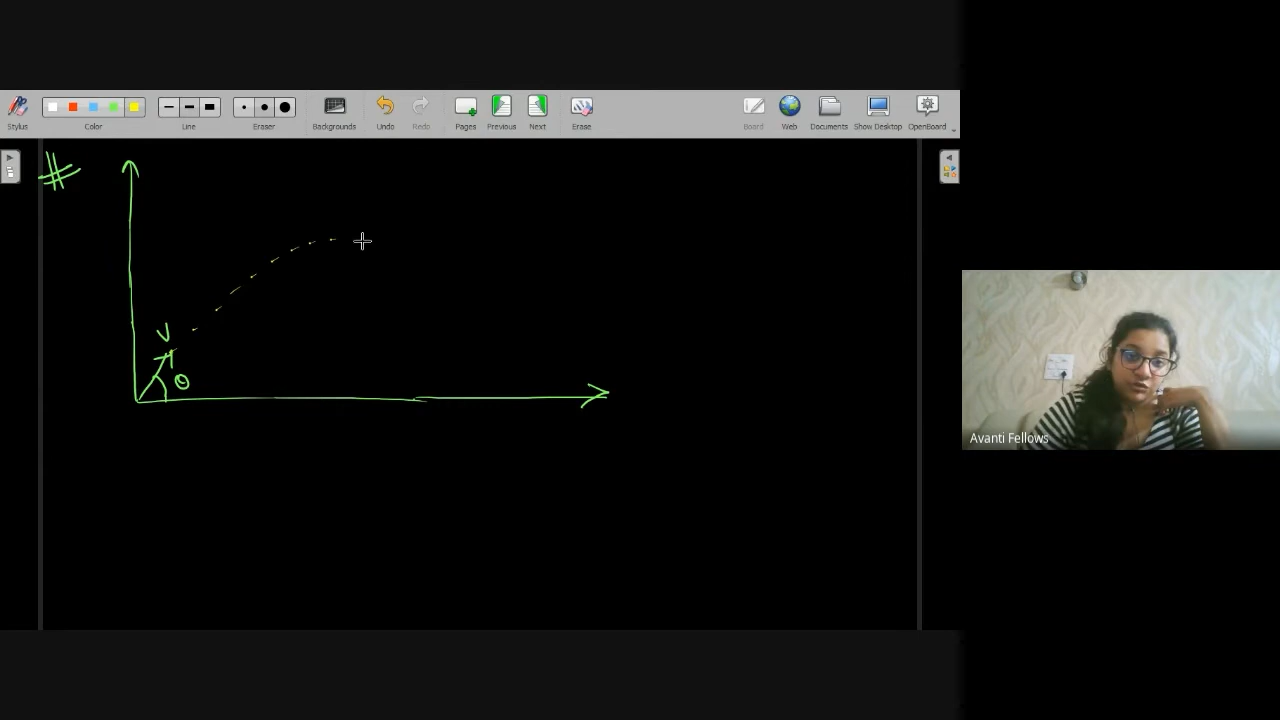 Stylus Color Line Eraser Backgrounds Undo Redo Pages Previous Next Erase Board Web Documents Show Desktop OpenBoard
#
V
θ
Avanti Fellows